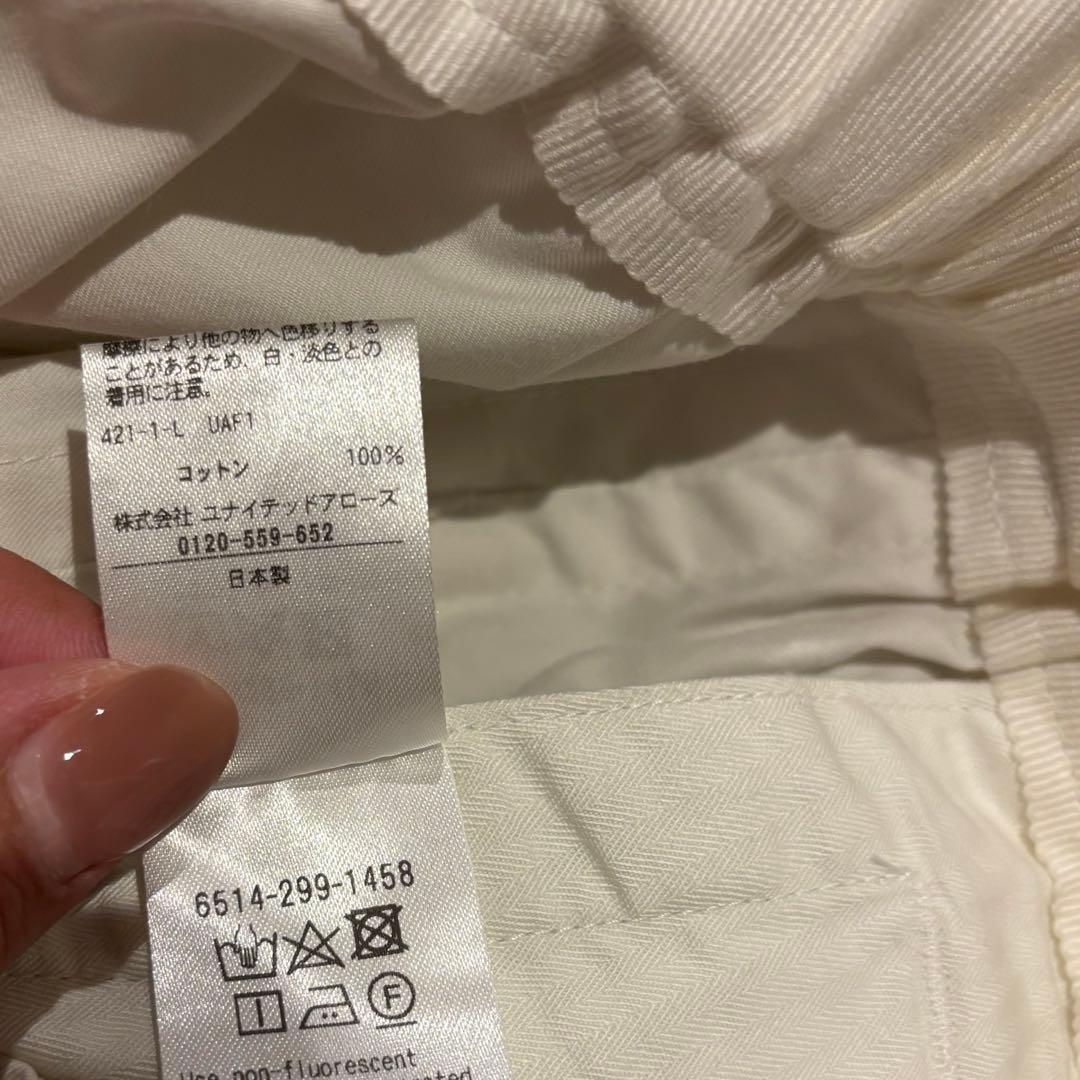 摩擦により他の物へ色移りする
ことがあるため、白・淡色との
着用に注意。
421-1-L UAF1
コットン 100%
株式会社 ユナイテッドアローズ
0120-559-652
日本製
6514-299-1458
F
Use non-fluorescent